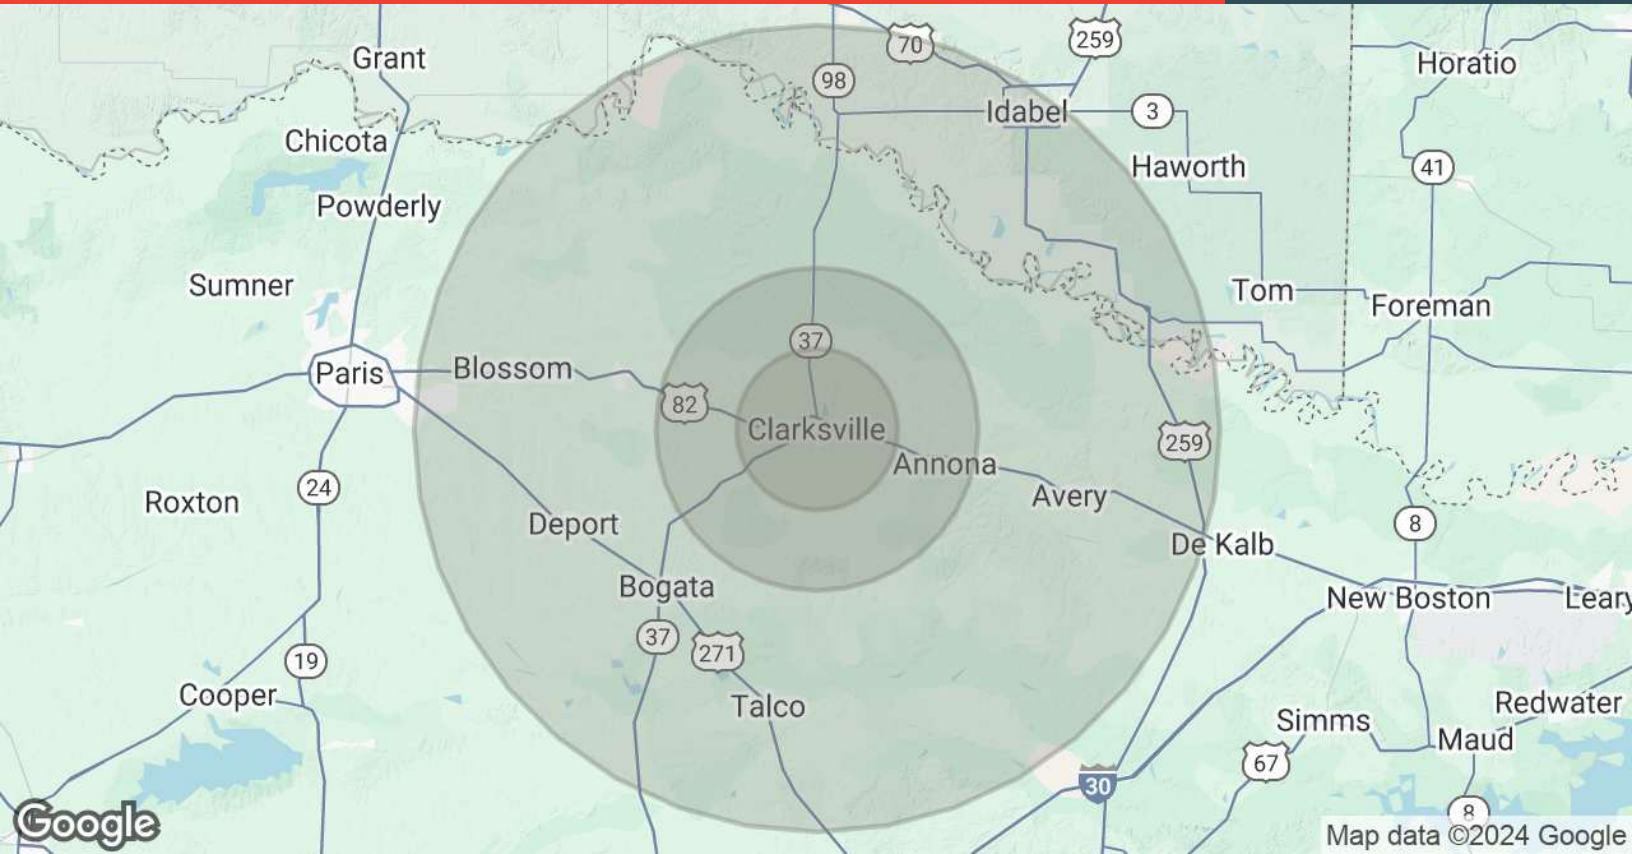 Grant
70
259
98
Horatio
Idabel
3
Chicota
Haworth
41
Powderly
Sumner
Tom
Foreman
37
Blossom
Paris
82
Clarksville
259
Annona
24
Avery
Roxton
Deport
8
De Kalb
Bogata
New Boston
Leary
37
271
19
Cooper
Talco
Redwater
Simms
Maud
67
30
8
Google
Map data ©2024 Google